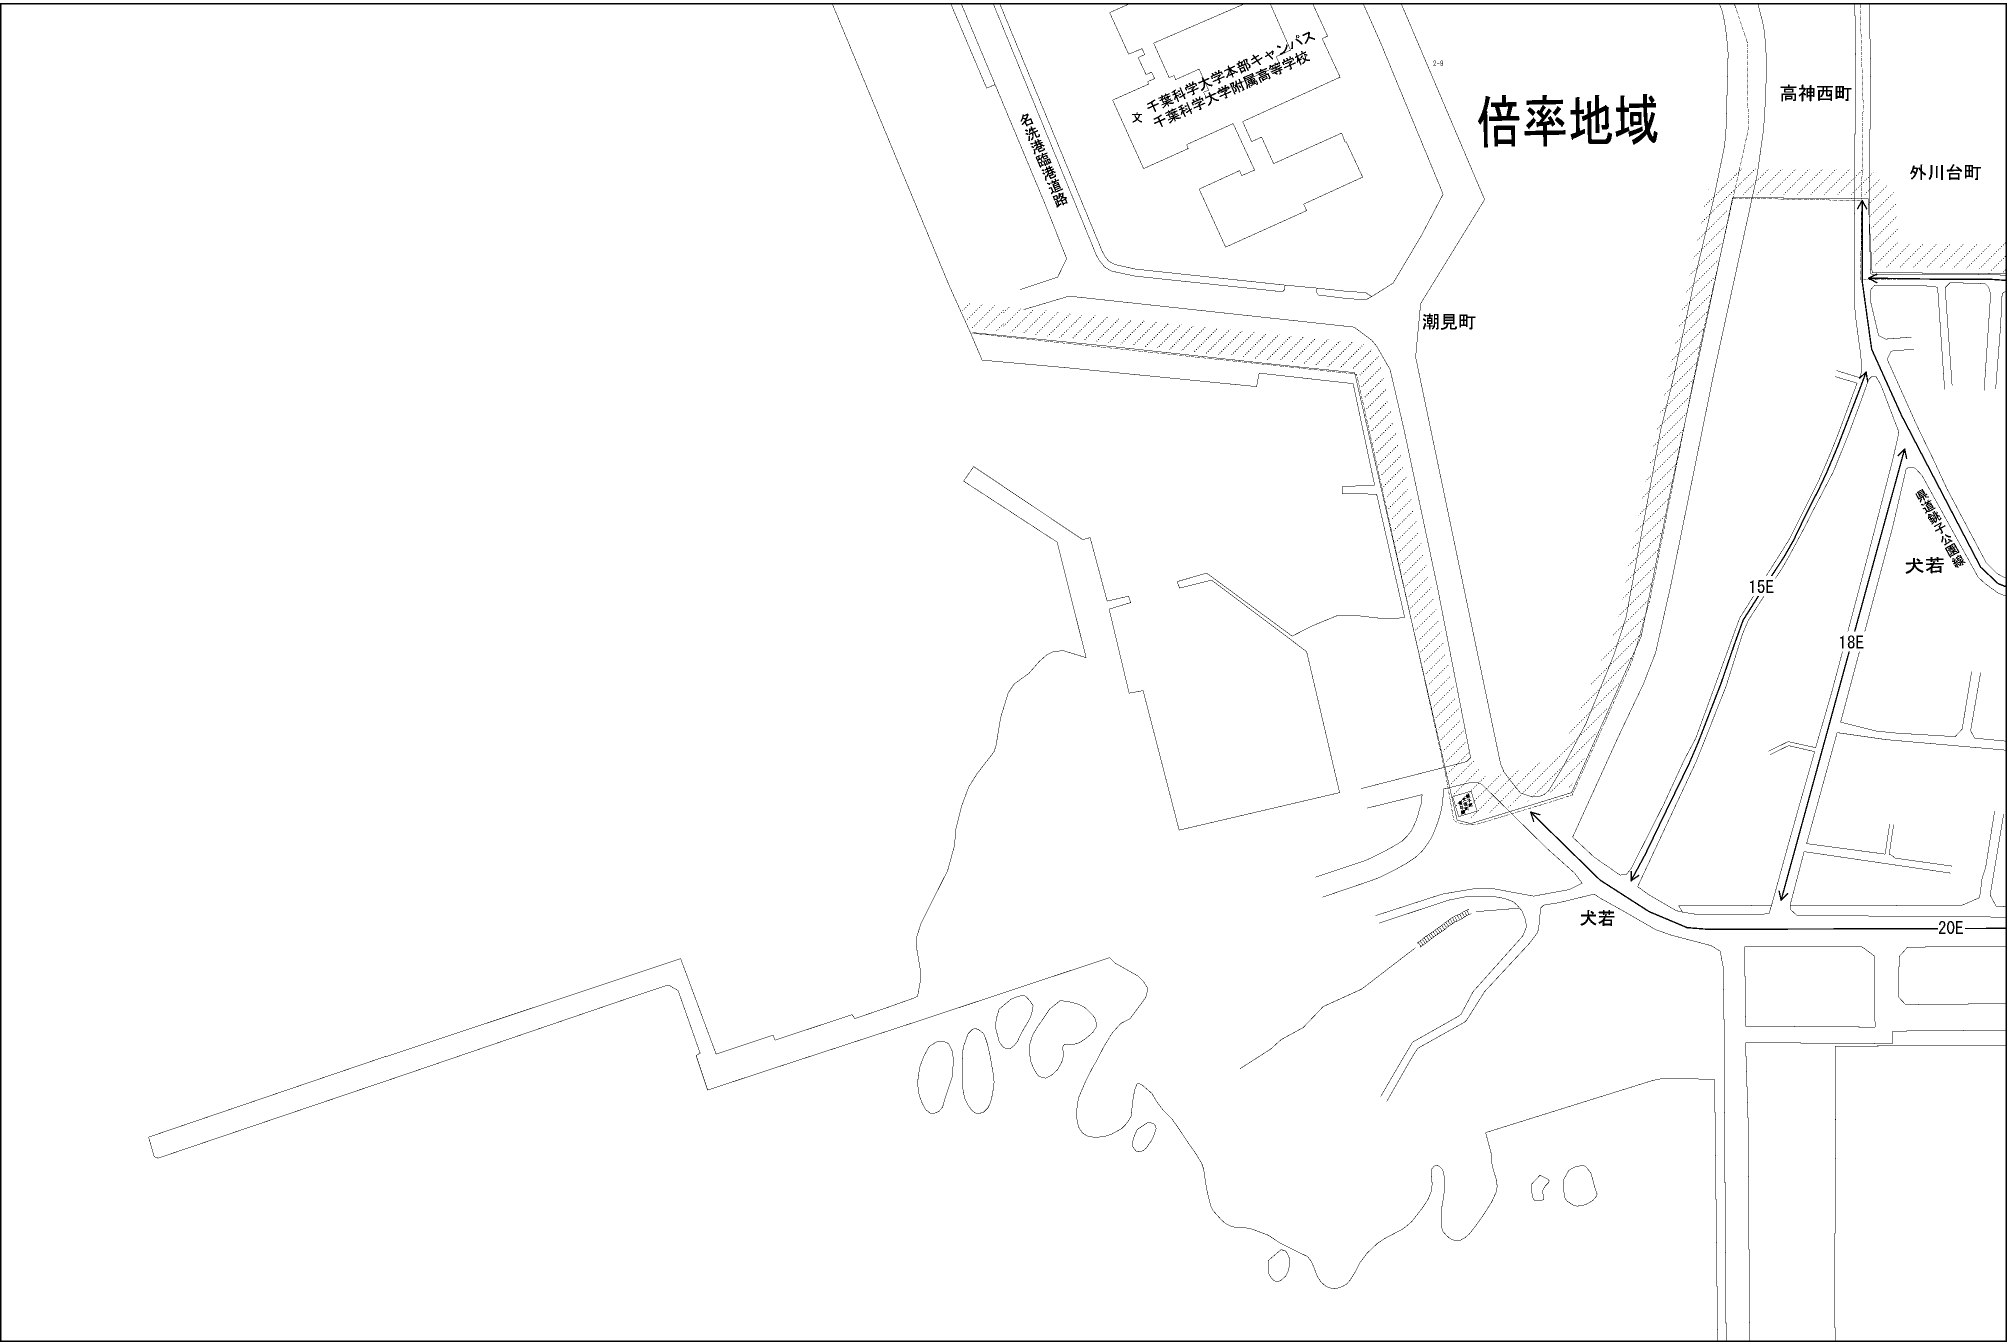 千葉科学大学本部キャンパス
千葉科学大学附属高等学校
文
2-9
倍率地域
高神西町
外川台町
名洗港臨港道路
潮見町
県道銚子公園線
犬若
15E
18E
犬若
20E